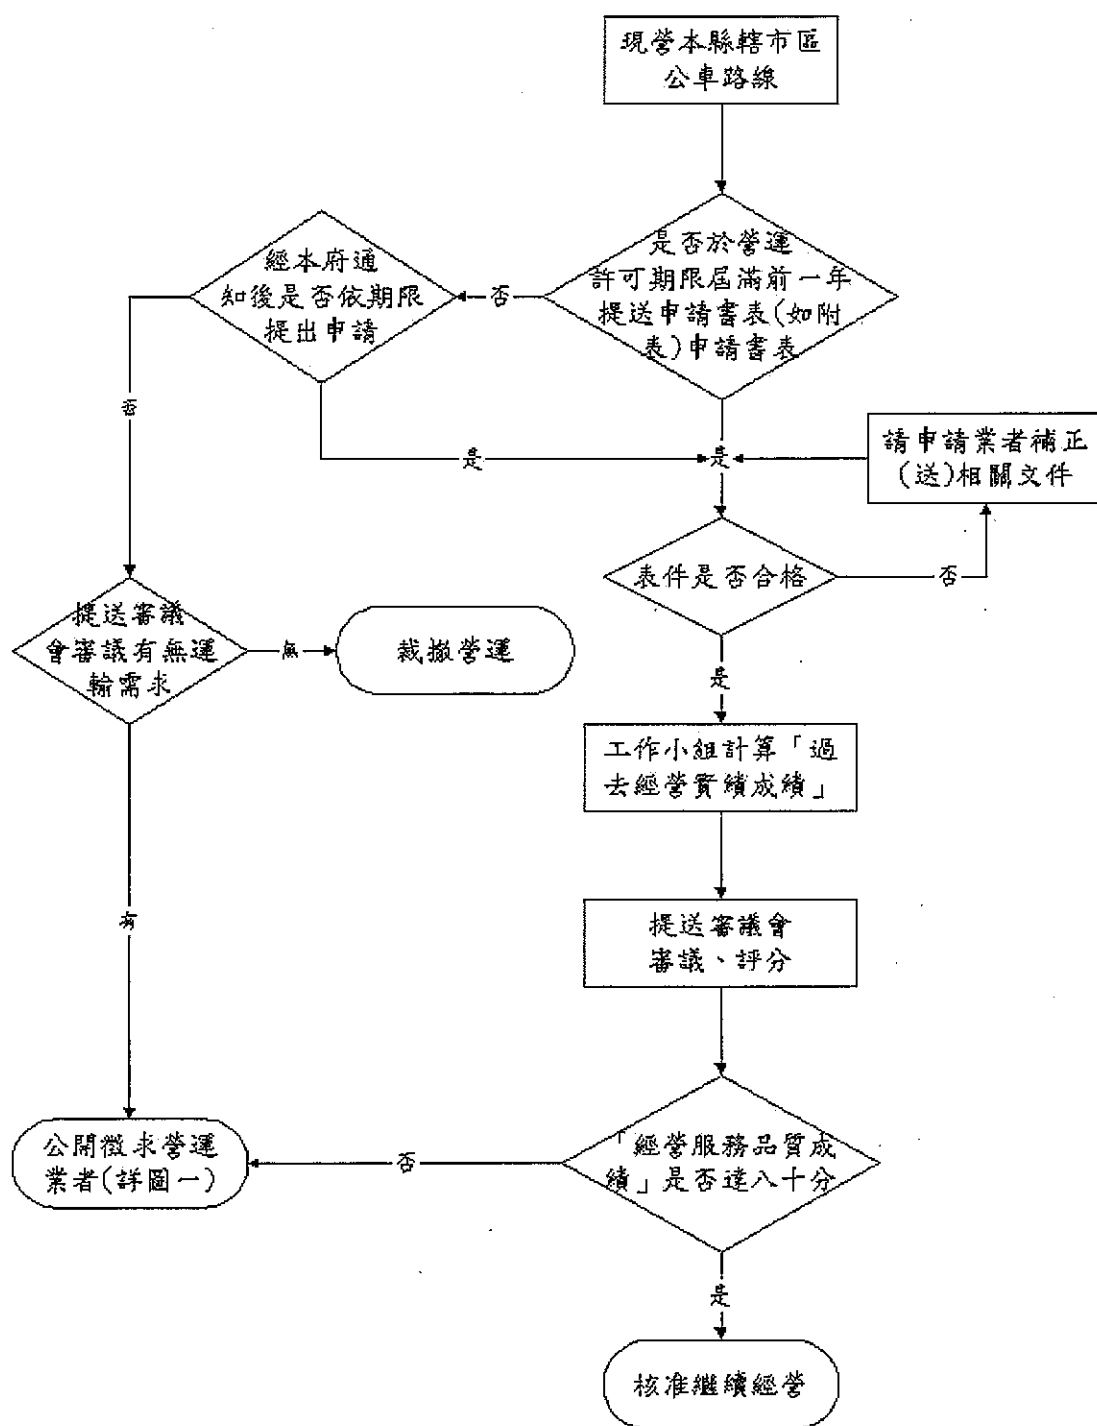 現營本縣轄市區
公車路線
是否於營運
許可期限屆滿前一年
提送申請書表(如附
表)申請書表
否
經本府通
知後是否依期限
提出申請
否
是
是
請申請業者補正
(送)相關文件
表件是否合格
否
提送審議
會審議有無運
輸需求
無
裁撤營運
是
工作小組計算「過
去經營實績成績」
有
提送審議會
審議、評分
公開徵求營運
業者(詳圖一)
否
「經營服務品質成
績」是否達八十分
是
核准繼續經營